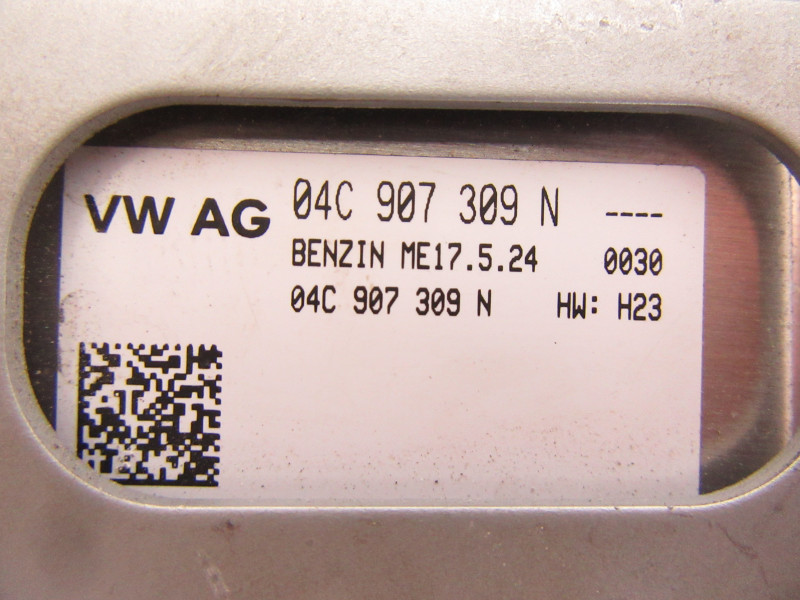 VW AG 04C 907 309 N ----
BENZIN ME17.5.24 0030
04C 907 309 N HW: H23